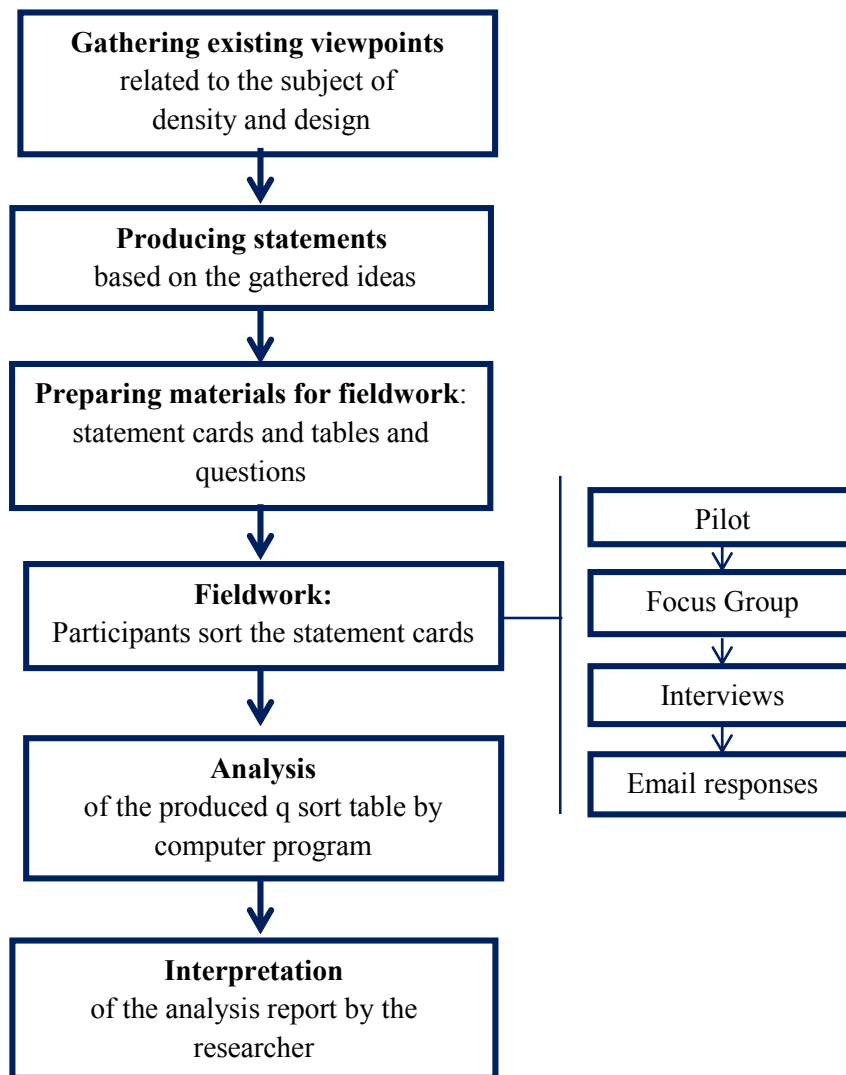 Gathering existing viewpoints
related to the subject of
density and design
Producing statements
based on the gathered ideas
Preparing materials for fieldwork:
statement cards and tables and
questions
Fieldwork:
Participants sort the statement cards
Pilot
Focus Group
Interviews
Email responses
Analysis
of the produced q sort table by
computer program
Interpretation
of the analysis report by the
researcher